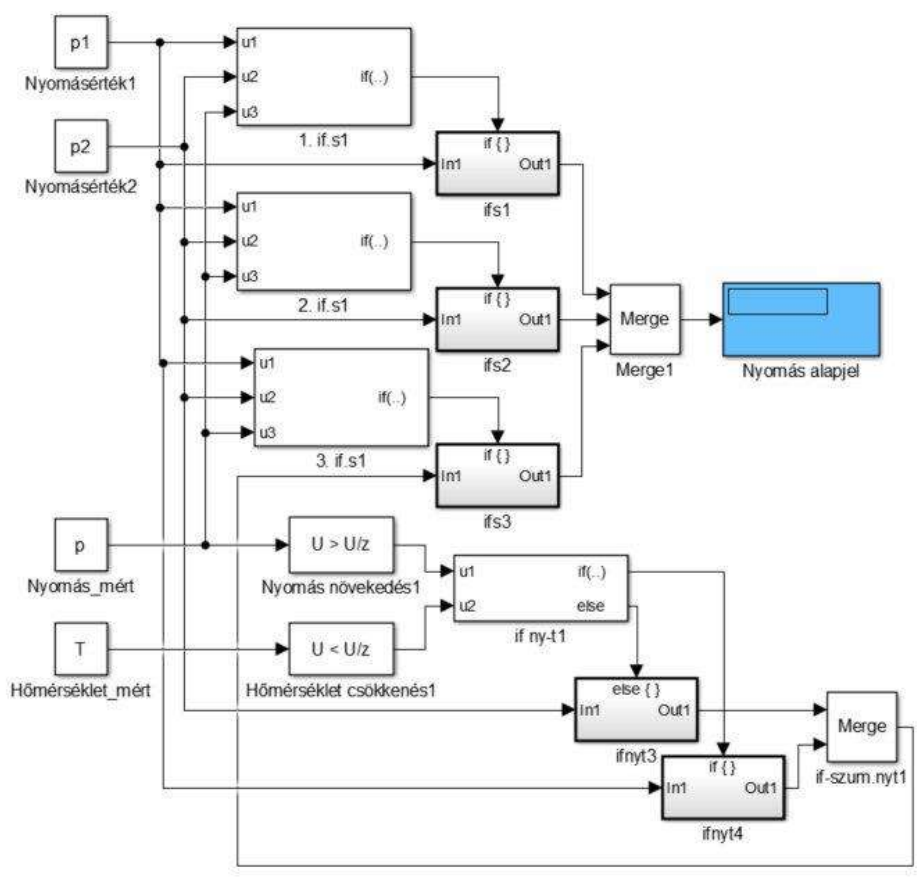 p1
Nyomásérték1
p2
Nyomásérték2
u1
u2
u3
if(..)
1. if.s1
if { }
In1
Out1
ifs1
u1
u2
u3
if(..)
2. if.s1
if { }
In1
Out1
ifs2
u1
u2
u3
if(..)
3. if.s1
if { }
In1
Out1
ifs3
Merge
Merge1
Nyomás alapjel
p
Nyomás_mért
U > U/z
Nyomás növekedés1
T
Hőmérséklet_mért
U < U/z
Hőmérséklet csökkenés1
u1
u2
if(..)
else
if ny-t1
else { }
In1
Out1
ifnyt3
if { }
In1
Out1
ifnyt4
Merge
if-szum.nyt1